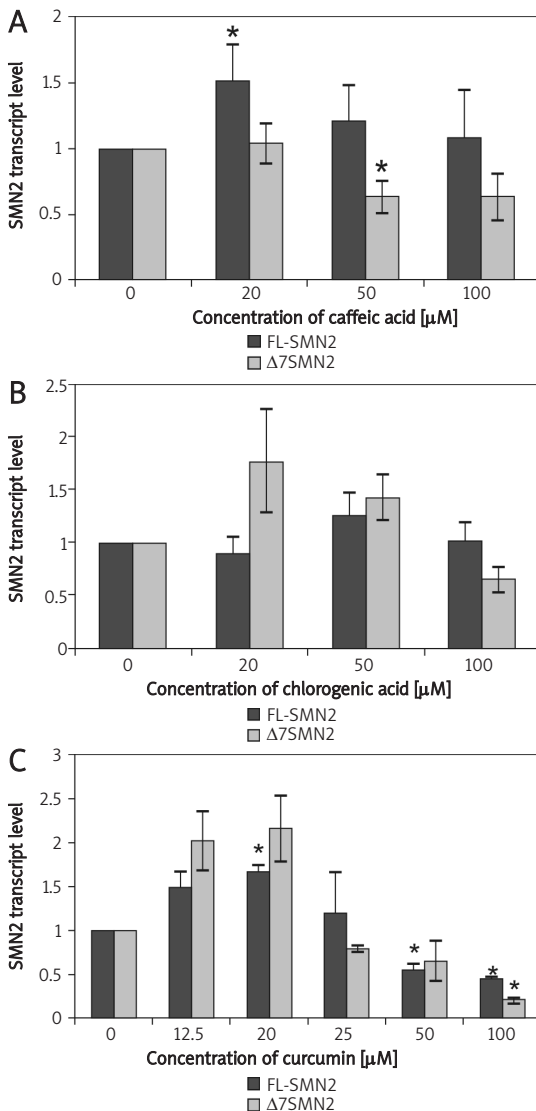 A
SMN2 transcript level
2
1.5
1
0.5
0
*
*
0 20 50 100
Concentration of caffeic acid [µM]
FL-SMN2
Δ7SMN2
B
SMN2 transcript level
2.5
2
1.5
1
0.5
0
0 20 50 100
Concentration of chlorogenic acid [µM]
FL-SMN2
Δ7SMN2
C
SMN2 transcript level
3
2.5
2
1.5
1
0.5
0
*
*
*
*
0 12.5 20 25 50 100
Concentration of curcumin [µM]
FL-SMN2
Δ7SMN2